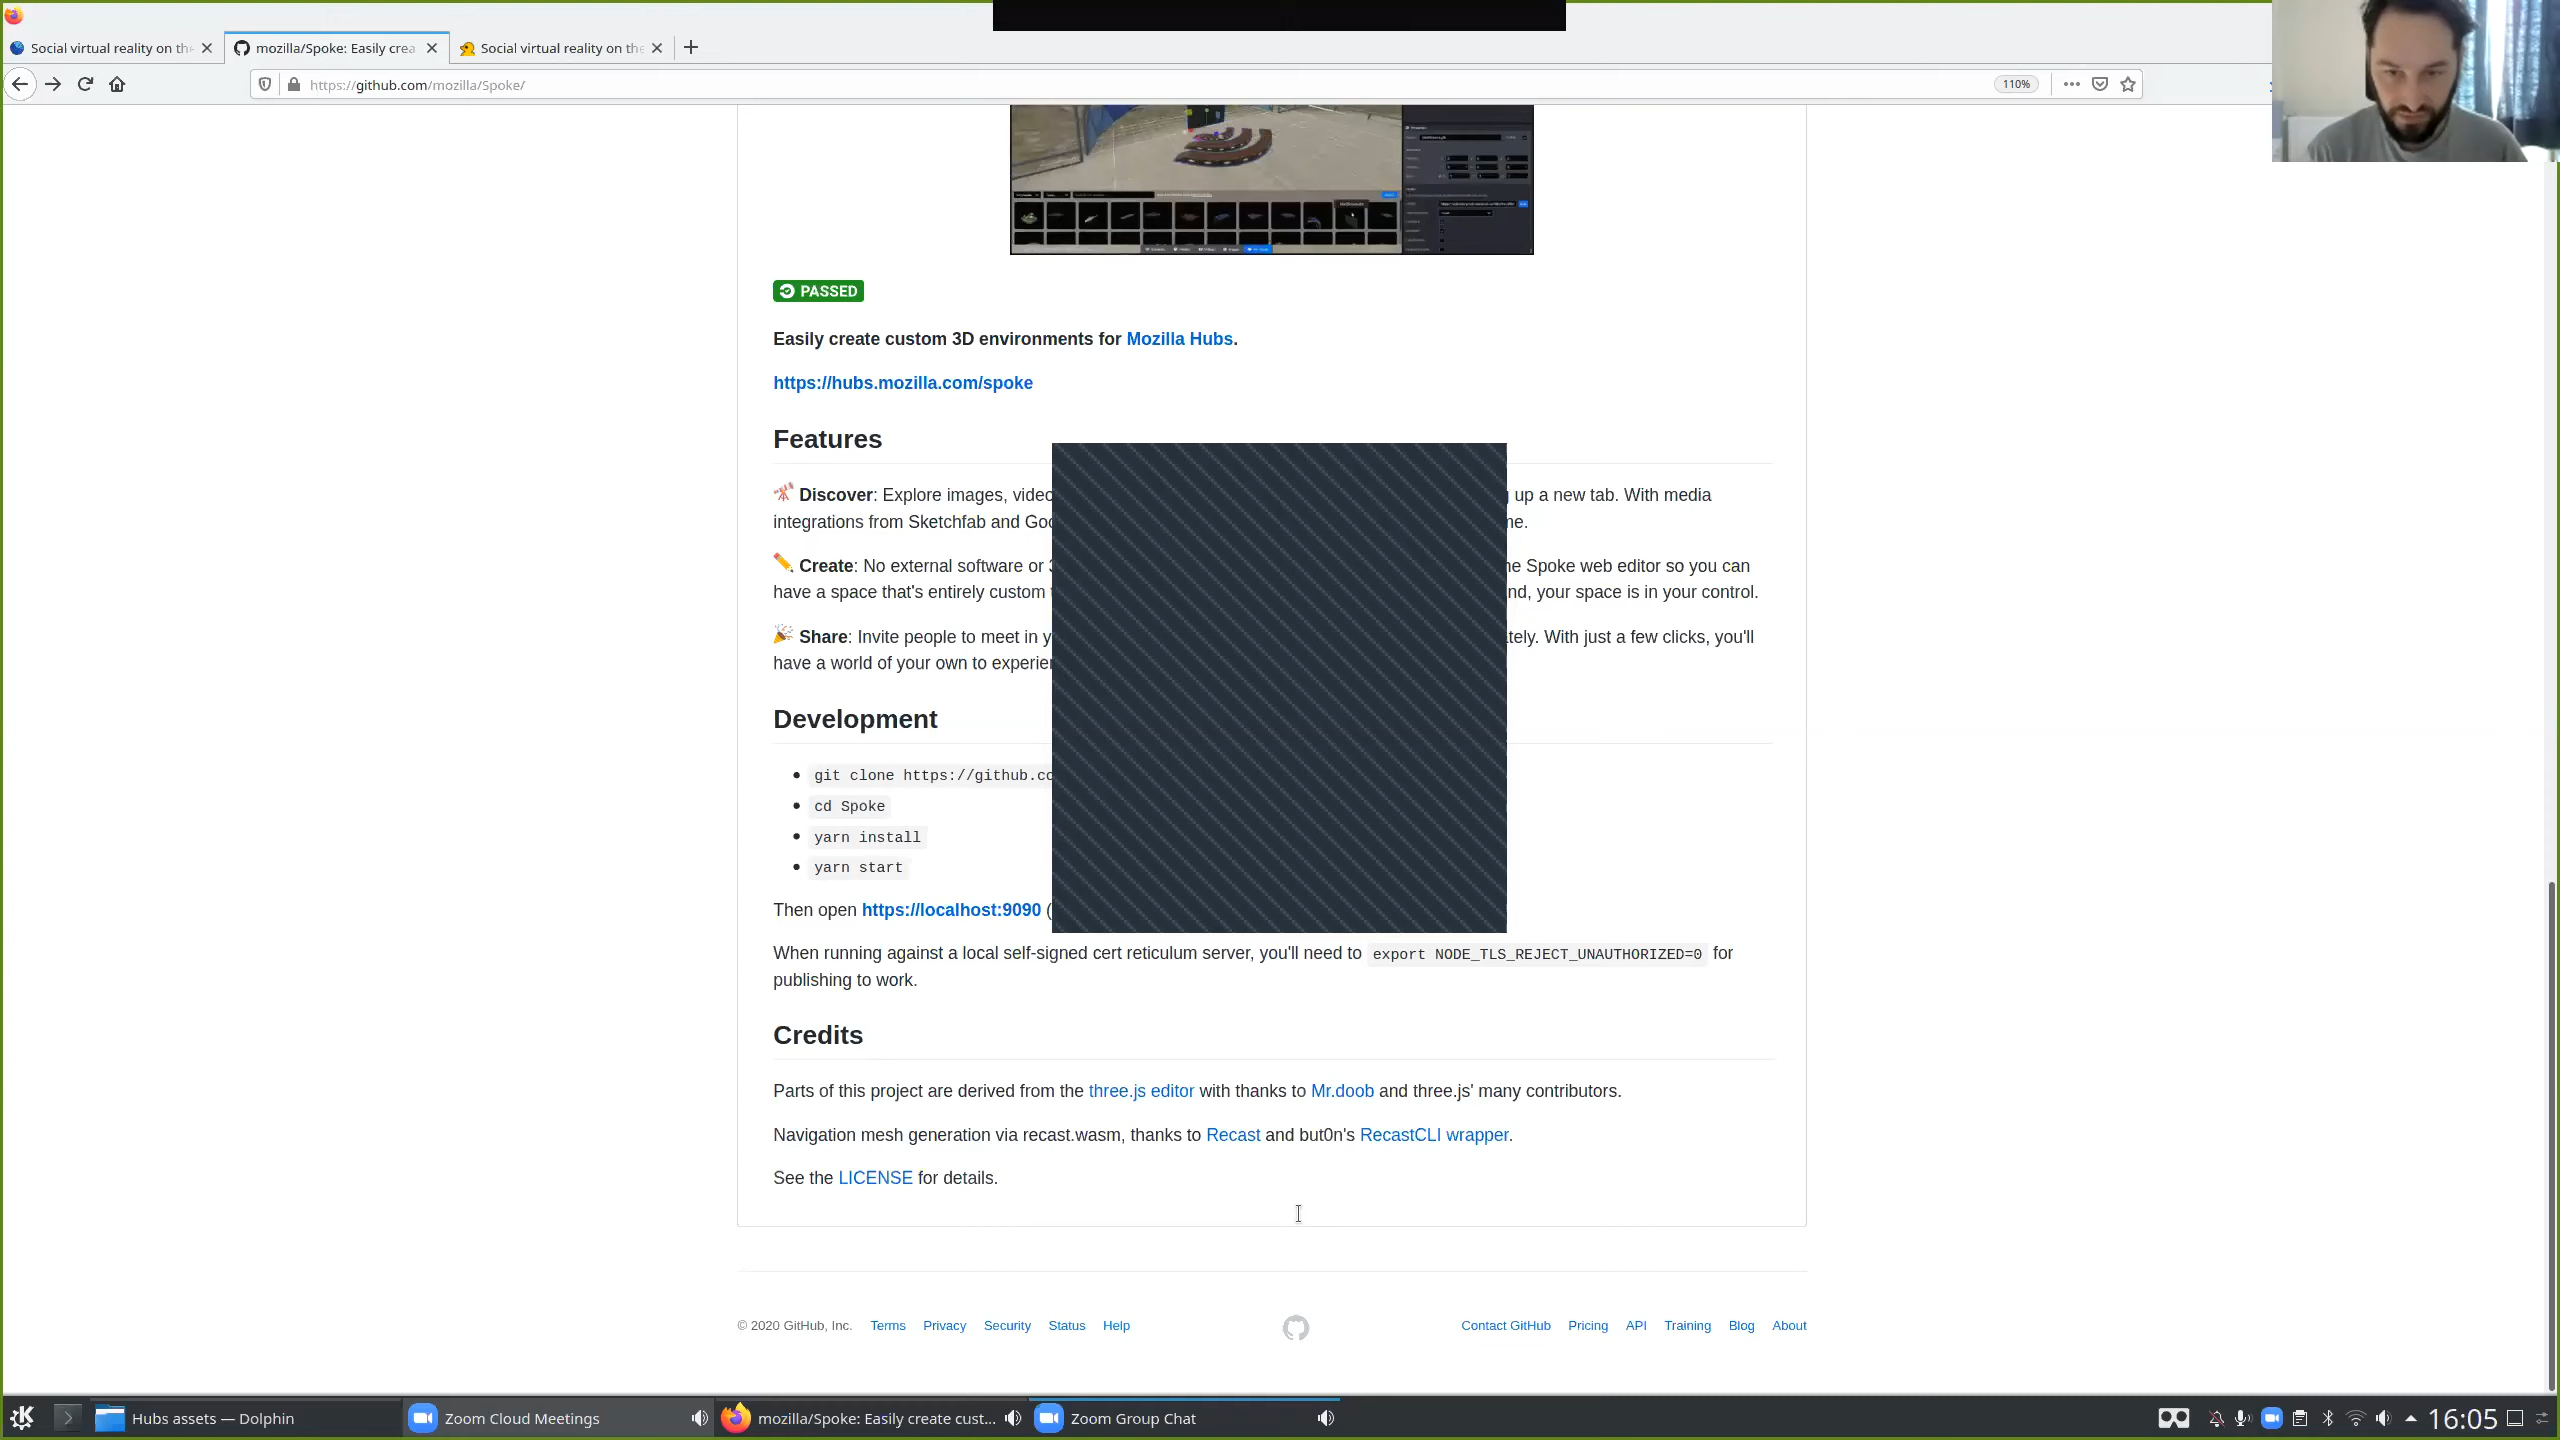 Social virtual reality on the
mozilla/Spoke: Easily crea
Social virtual reality on the
https://github.com/mozilla/Spoke/
110%
PASSED
Easily create custom 3D environments for Mozilla Hubs.
https://hubs.mozilla.com/spoke
Features
Discover: Explore images, video up a new tab. With media
integrations from Sketchfab and
Create: No external software or Spoke web editor so you can
have a space that's entirely custom your space is in your control.
Share: Invite people to meet in With just a few clicks, you'll
have a world of your own to
Development
git clone https://github.co
cd Spoke
yarn install
yarn start
Then open https://localhost:9090 (
When running against a local self-signed cert reticulum server, you'll need to export NODE_TLS_REJECT_UNAUTHORIZED=0 for
publishing to work.
Credits
Parts of this project are derived from the three.js editor with thanks to Mr.doob and three.js' many contributors.
Navigation mesh generation via recast.wasm, thanks to Recast and but0n's RecastCLI wrapper.
See the LICENSE for details.
© 2020 GitHub, Inc. Terms Privacy Security Status Help Contact GitHub Pricing API Training Blog About
Hubs assets — Dolphin Zoom Cloud Meetings mozilla/Spoke: Easily create cust... Zoom Group Chat 16:05